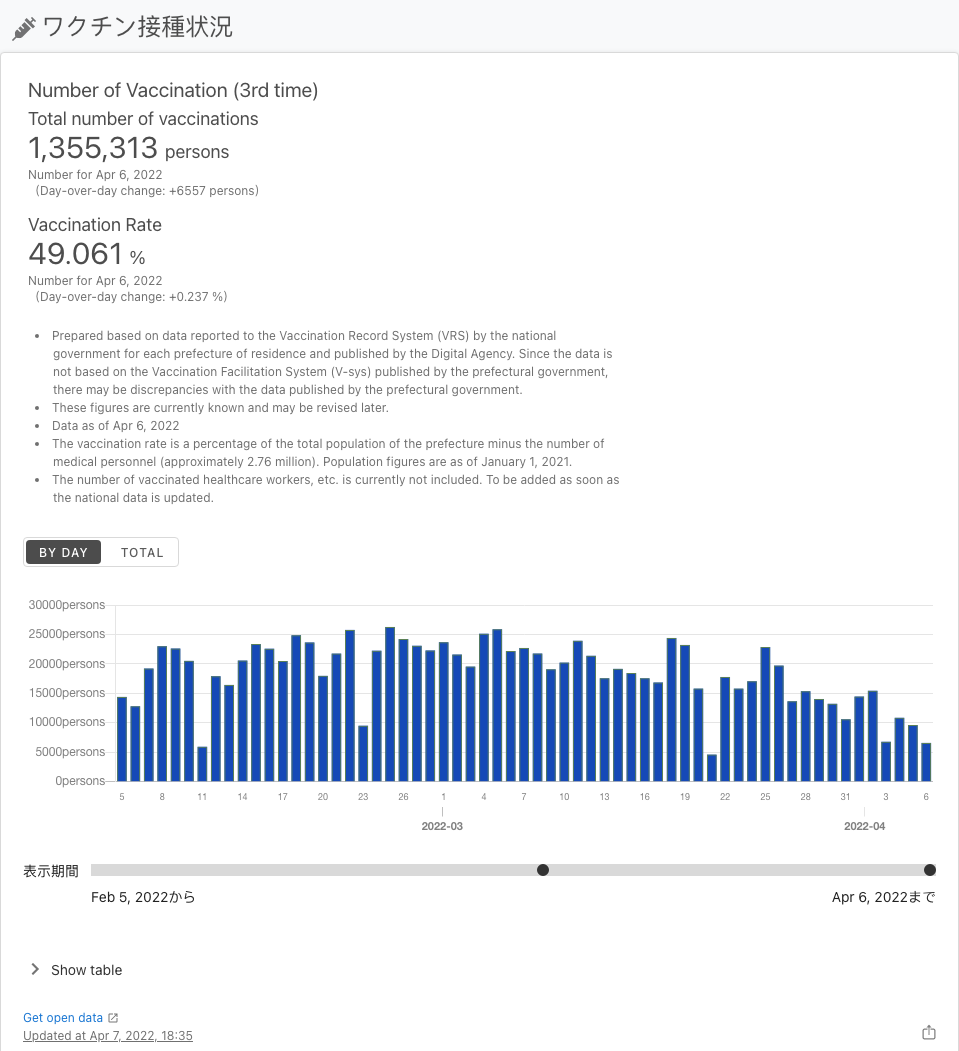 ワクチン接種状況
Number of Vaccination (3rd time)
Total number of vaccinations
1,355,313 persons
Number for Apr 6, 2022
(Day-over-day change: +6557 persons)
Vaccination Rate
49.061 %
Number for Apr 6, 2022
(Day-over-day change: +0.237 %)
• Prepared based on data reported to the Vaccination Record System (VRS) by the national
government for each prefecture of residence and published by the Digital Agency. Since the data is
not based on the Vaccination Facilitation System (V-sys) published by the prefectural government,
there may be discrepancies with the data published by the prefectural government.
• These figures are currently known and may be revised later.
• Data as of Apr 6, 2022
• The vaccination rate is a percentage of the total population of the prefecture minus the number of
medical personnel (approximately 2.76 million). Population figures are as of January 1, 2021.
• The number of vaccinated healthcare workers, etc. is currently not included. To be added as soon as
the national data is updated.
BY DAY TOTAL
30000persons
25000persons
20000persons
15000persons
10000persons
5000persons
0persons
5 8 11 14 17 20 23 26 1 4 7 10 13 16 19 22 25 28 31 3 6
2022-03 2022-04
表示期間
Feb 5, 2022から Apr 6, 2022まで
Show table
Get open data
Updated at Apr 7, 2022, 18:35